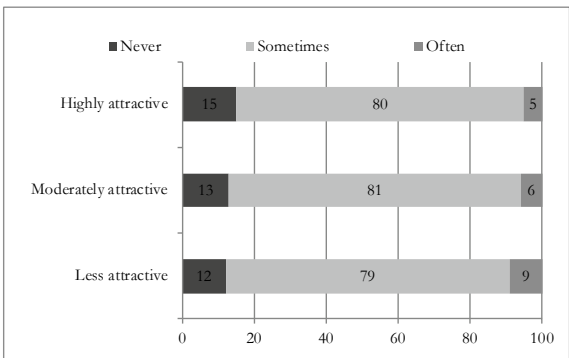 Never Sometimes Often
Highly attractive 15 80 5
Moderately attractive 13 81 6
Less attractive 12 79 9
0 20 40 60 80 100